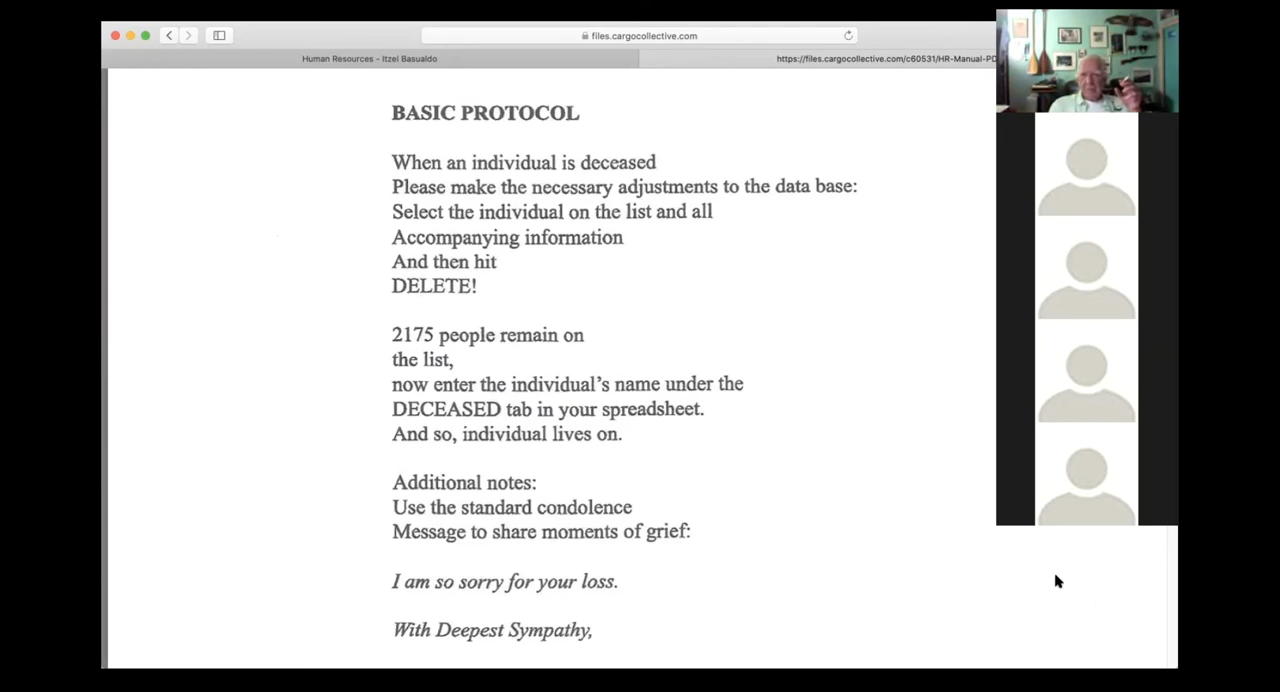 files.cargocollective.com
Human Resources - Itzel Basualdo
https://files.cargocollective.com/c60531/HR-Manual-PD
BASIC PROTOCOL
When an individual is deceased
Please make the necessary adjustments to the data base:
Select the individual on the list and all
Accompanying information
And then hit
DELETE!
2175 people remain on
the list,
now enter the individual’s name under the
DECEASED tab in your spreadsheet.
And so, individual lives on.
Additional notes:
Use the standard condolence
Message to share moments of grief:
I am so sorry for your loss.
With Deepest Sympathy,